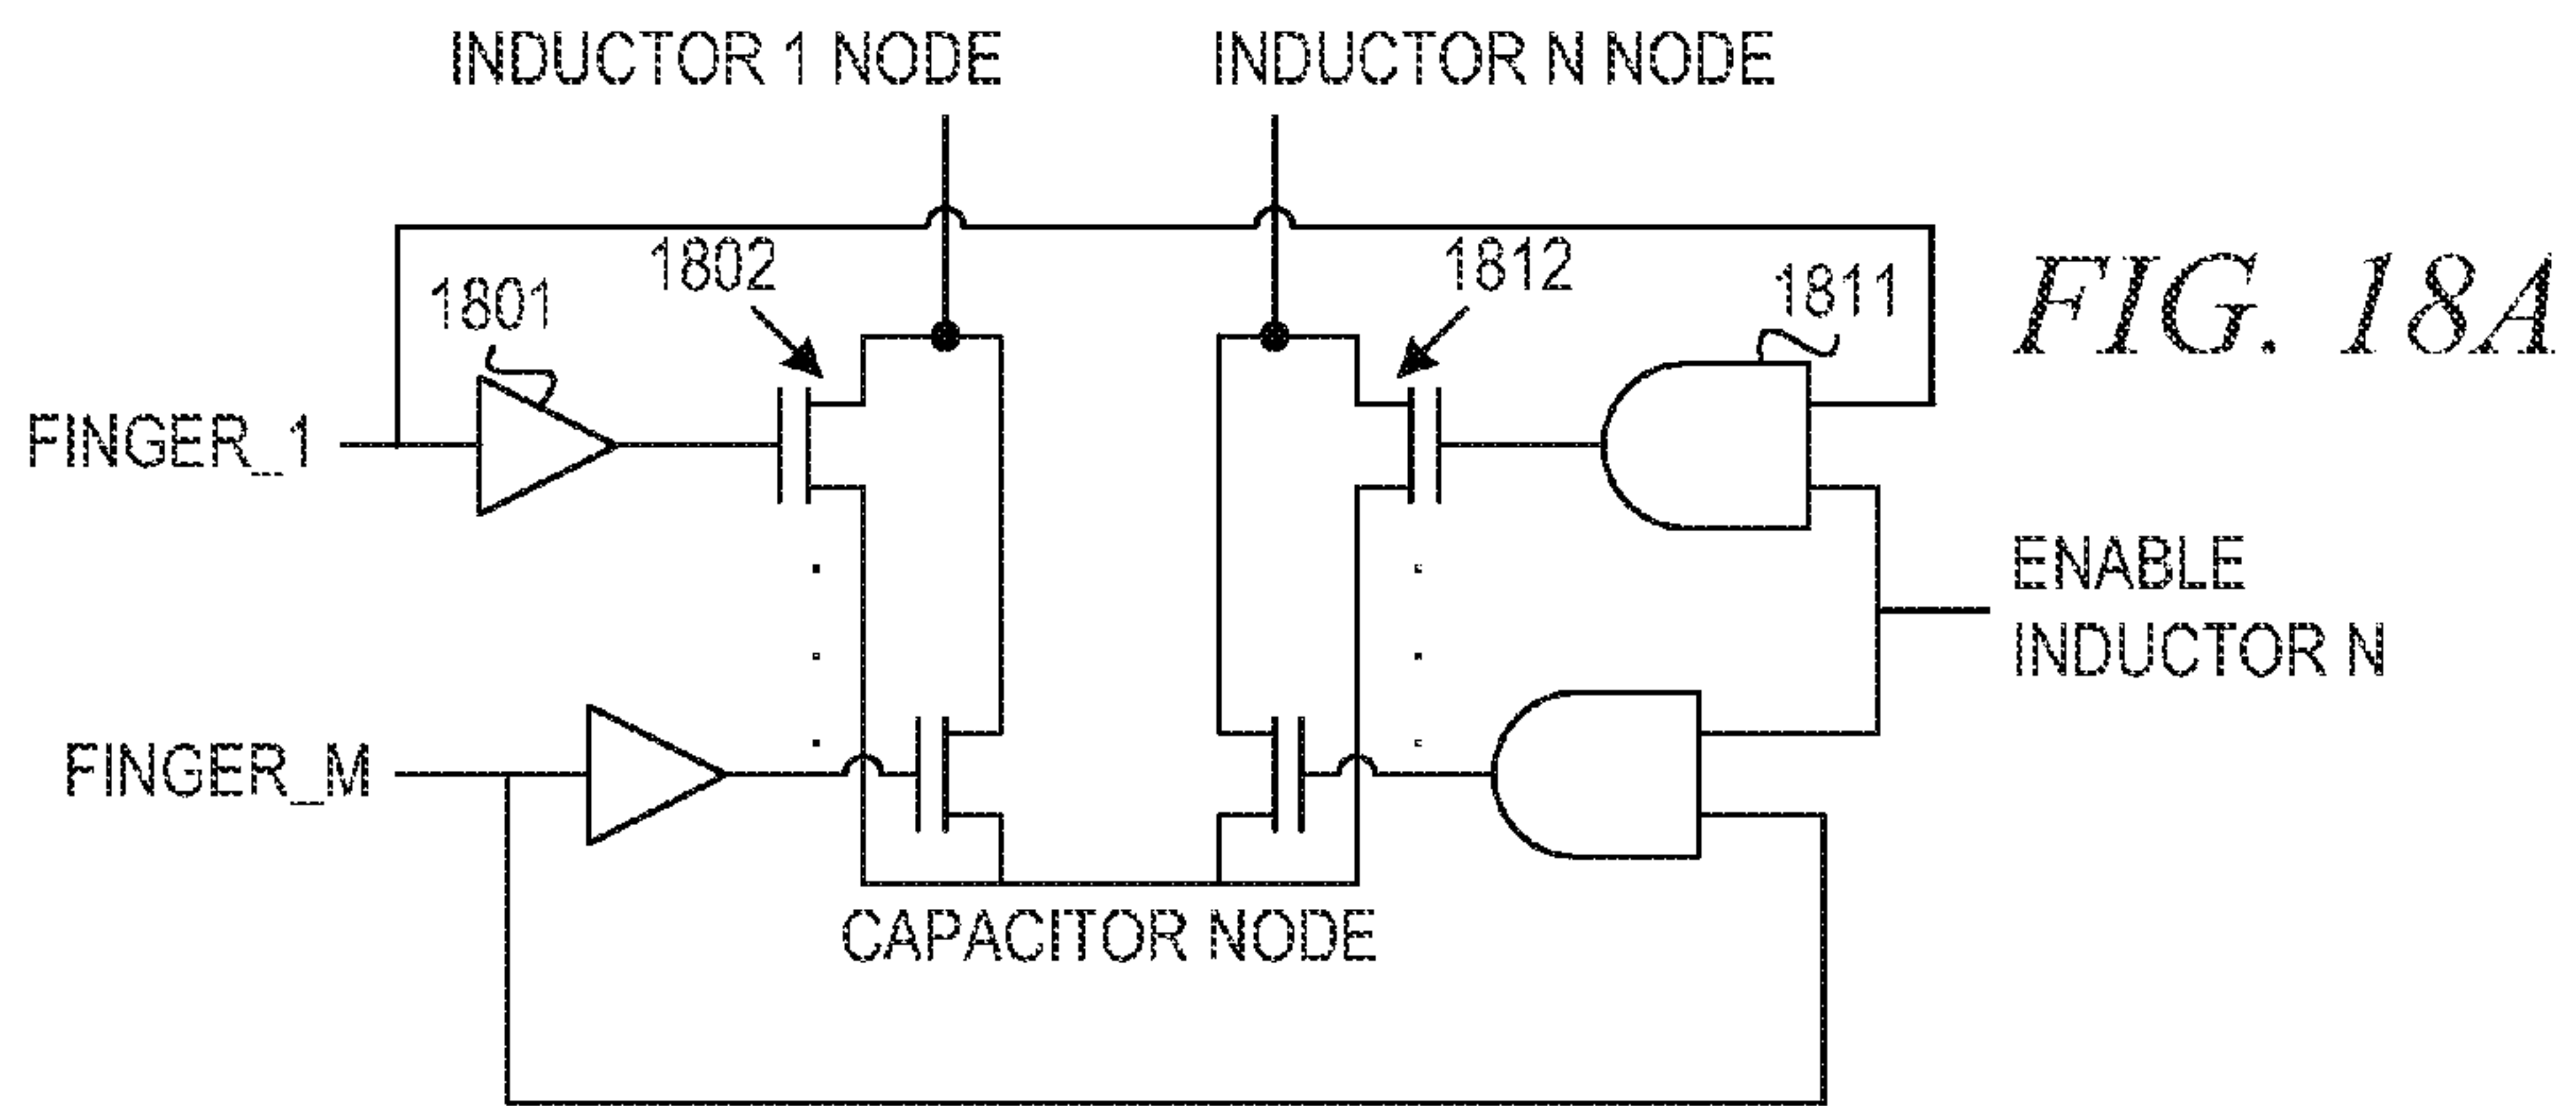 INDUCTOR 1 NODE
INDUCTOR N NODE
1802
1812
1801
1811
FIG. 18A
FINGER_1
ENABLE
INDUCTOR N
FINGER_M
CAPACITOR NODE